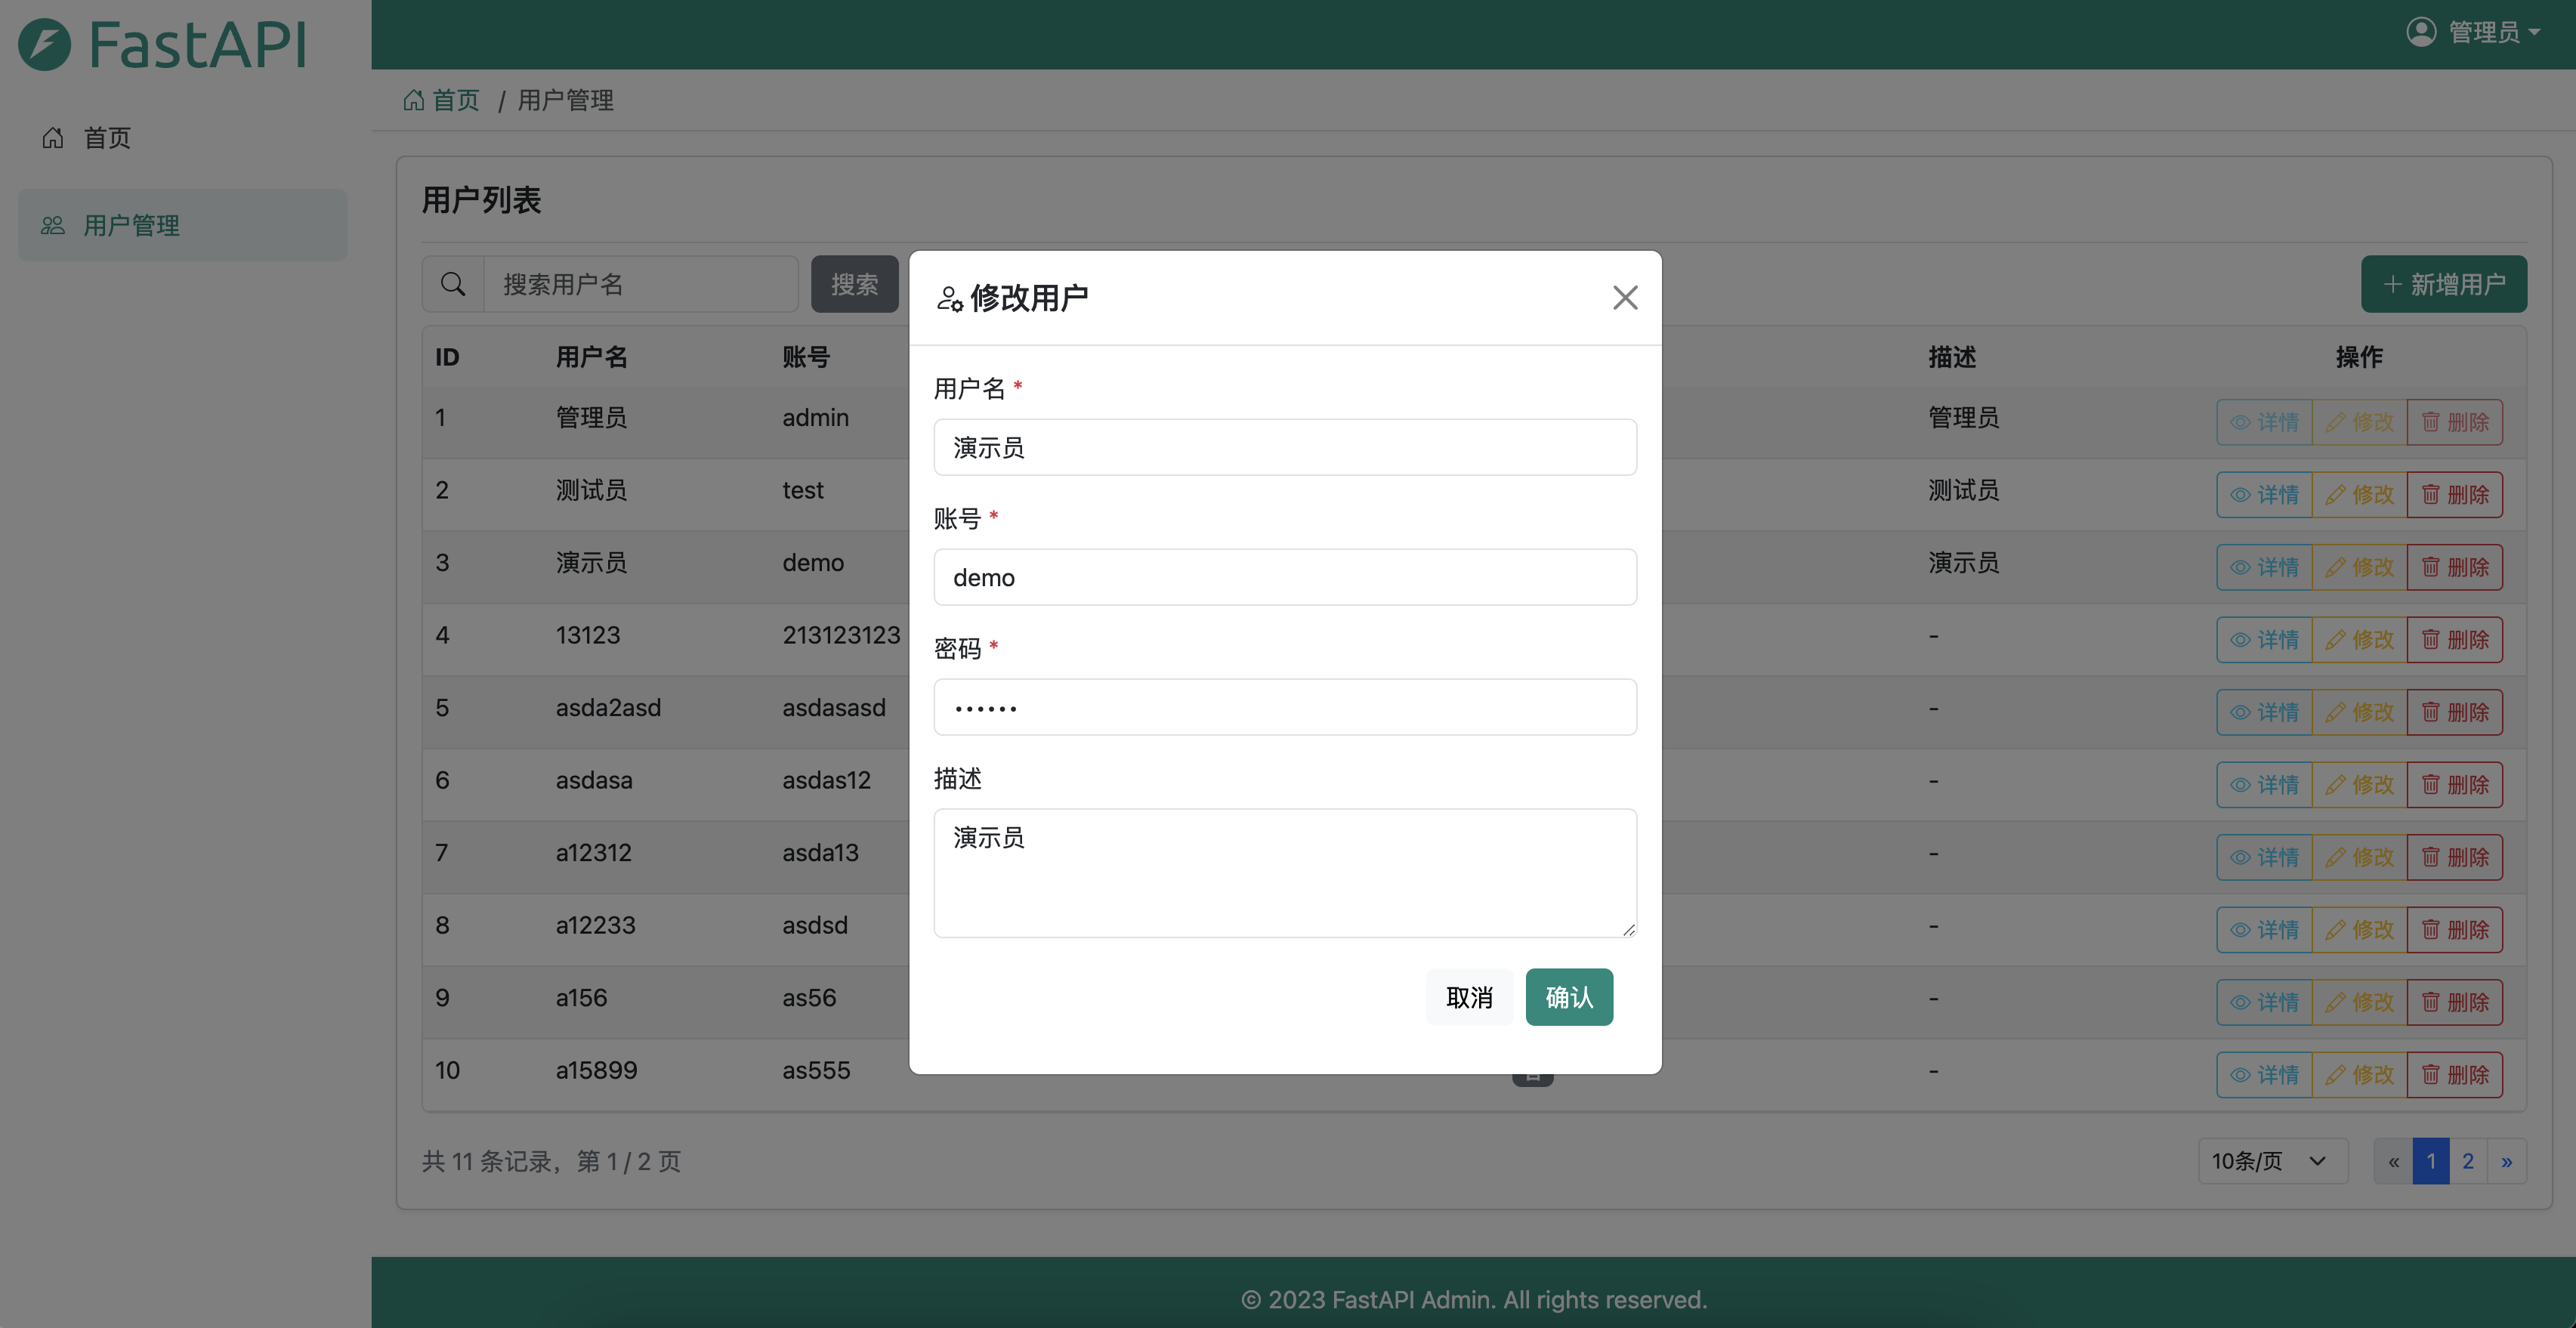 FastAPI
管理员
首页 / 用户管理
首页
用户管理
用户列表
搜索用户名 搜索
新增用户
ID 用户名 账号 描述 操作
1 管理员 admin 管理员 详情 修改 删除
2 测试员 test 测试员 详情 修改 删除
3 演示员 demo 演示员 详情 修改 删除
4 13123 213123123 - 详情 修改 删除
5 asda2asd asdasasd - 详情 修改 删除
6 asdasa asdas12 - 详情 修改 删除
7 a12312 asda13 - 详情 修改 删除
8 a12233 asdsd - 详情 修改 删除
9 a156 as56 - 详情 修改 删除
10 a15899 as555 - 详情 修改 删除
修改用户
用户名 *
演示员
账号 *
demo
密码 *
••••••
描述
演示员
取消 确认
共 11 条记录，第 1 / 2 页
10条/页 « 1 2 »
© 2023 FastAPI Admin. All rights reserved.